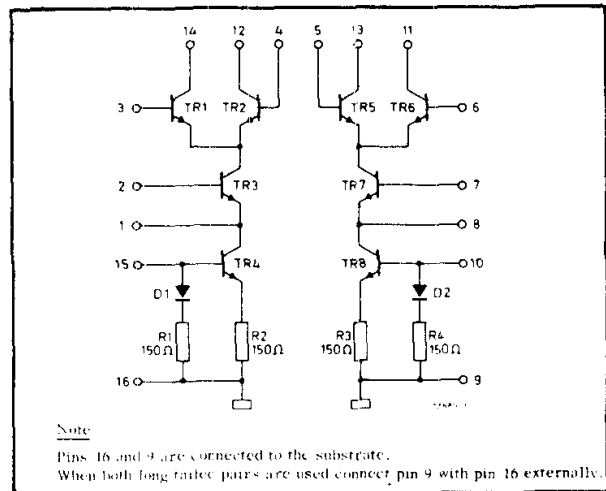 14 12 4 5 13 11
3 TR1 TR2 TR5 TR6 6
2 TR3 TR7 7
1 8
15 TR4 TR8 10
D1 D2
R1 R2 R3 R4
150Ω 150Ω 150Ω 150Ω
16 9
Note
Pins 16 and 9 are connected to the substrate.
When both long tailed pairs are used connect pin 9 with pin 16 externally.